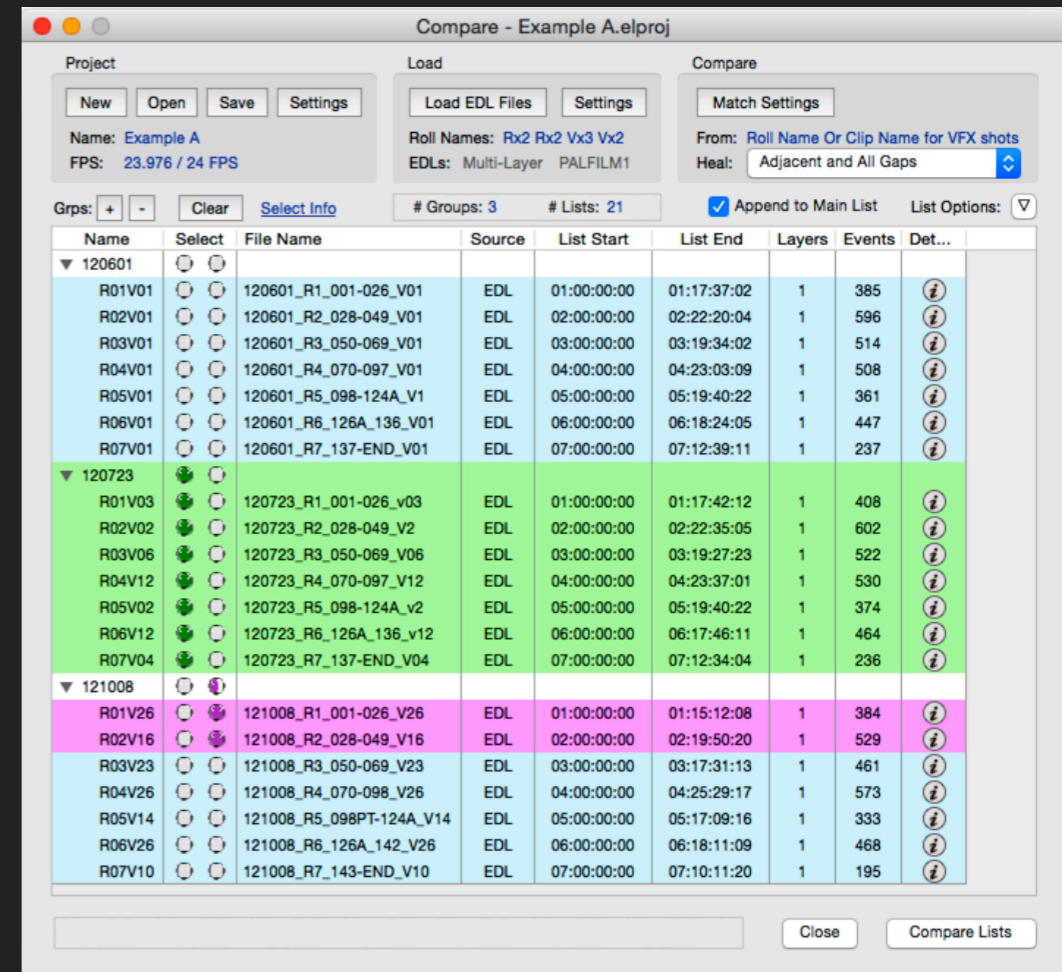 Compare - Example A.elproj
Project Load Compare
New Open Save Settings Load EDL Files Settings Match Settings
Name: Example A Roll Names: Rx2 Rx2 Vx3 Vx2 From: Roll Name Or Clip Name for VFX shots
FPS: 23.976 / 24 FPS EDLs: Multi-Layer PALFILM1 Heal: Adjacent and All Gaps
Grps: + - Clear Select Info # Groups: 3 # Lists: 21 Append to Main List List Options:
Name Select File Name Source List Start List End Layers Events Det...
120601
R01V01 120601_R1_001-026_V01 EDL 01:00:00:00 01:17:37:02 1 385 i
R02V01 120601_R2_028-049_V01 EDL 02:00:00:00 02:22:20:04 1 596 i
R03V01 120601_R3_050-069_V01 EDL 03:00:00:00 03:19:34:02 1 514 i
R04V01 120601_R4_070-097_V01 EDL 04:00:00:00 04:23:03:09 1 508 i
R05V01 120601_R5_098-124A_V1 EDL 05:00:00:00 05:19:40:22 1 361 i
R06V01 120601_R6_126A_136_V01 EDL 06:00:00:00 06:18:24:05 1 447 i
R07V01 120601_R7_137-END_V01 EDL 07:00:00:00 07:12:39:11 1 237 i
120723
R01V03 120723_R1_001-026_v03 EDL 01:00:00:00 01:17:42:12 1 408 i
R02V02 120723_R2_028-049_V2 EDL 02:00:00:00 02:22:35:05 1 602 i
R03V06 120723_R3_050-069_V06 EDL 03:00:00:00 03:19:27:23 1 522 i
R04V12 120723_R4_070-097_V12 EDL 04:00:00:00 04:23:37:01 1 530 i
R05V02 120723_R5_098-124A_v2 EDL 05:00:00:00 05:19:40:22 1 374 i
R06V12 120723_R6_126A_136_v12 EDL 06:00:00:00 06:17:46:11 1 464 i
R07V04 120723_R7_137-END_V04 EDL 07:00:00:00 07:12:34:04 1 236 i
121008
R01V26 121008_R1_001-026_V26 EDL 01:00:00:00 01:15:12:08 1 384 i
R02V16 121008_R2_028-049_V16 EDL 02:00:00:00 02:19:50:20 1 529 i
R03V23 121008_R3_050-069_V23 EDL 03:00:00:00 03:17:31:13 1 461 i
R04V26 121008_R4_070-098_V26 EDL 04:00:00:00 04:25:29:17 1 573 i
R05V14 121008_R5_098PT-124A_V14 EDL 05:00:00:00 05:17:09:16 1 333 i
R06V26 121008_R6_126A_142_V26 EDL 06:00:00:00 06:18:11:09 1 468 i
R07V10 121008_R7_143-END_V10 EDL 07:00:00:00 07:10:11:20 1 195 i
Close Compare Lists